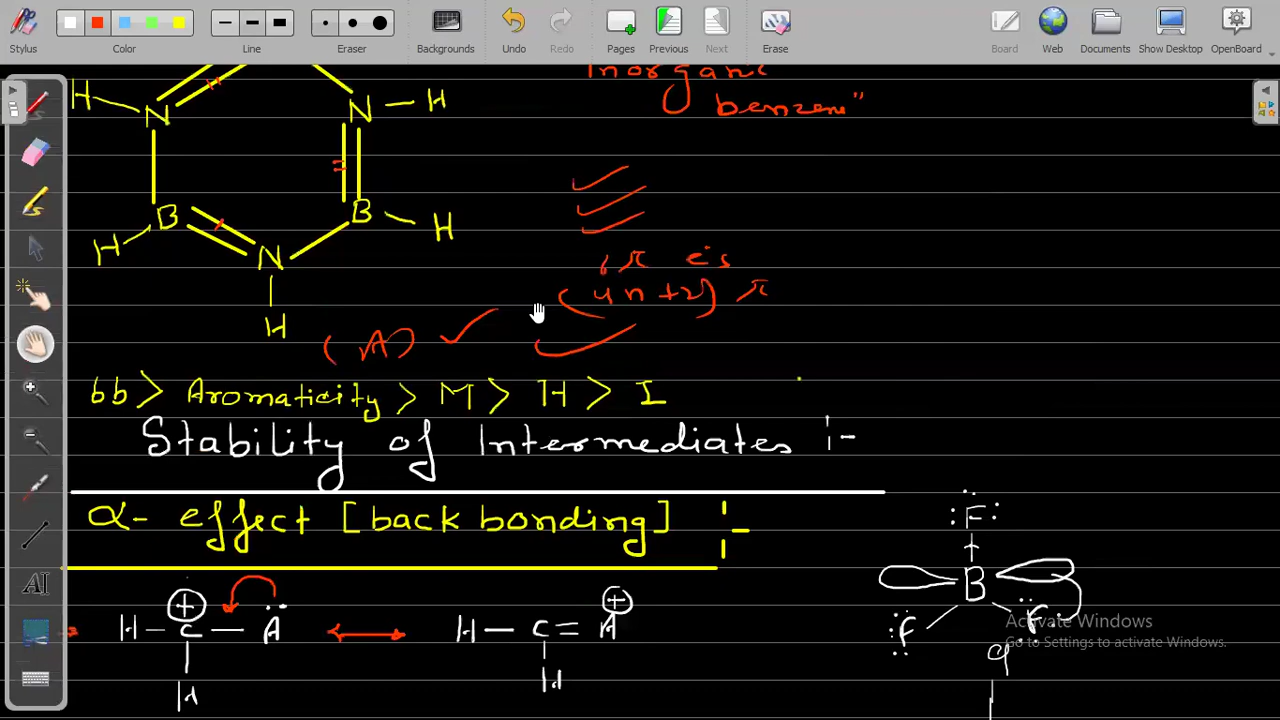 Stylus
Color
Line
Eraser
Backgrounds
Undo
Redo
Pages
Previous
Next
Erase
Board
Web
Documents
Show Desktop
OpenBoard
Inorganic
benzene"
H N N H
H B B H
N
H
6π e's
(4n+2) π
(A)
bb > Aromaticity > M > H > I
Stability of Intermediates :-
α- effect [back bonding] :-
H - C - A ↔ H - C = A
H H
F
B
F F
Activate Windows
Go to Settings to activate Windows.